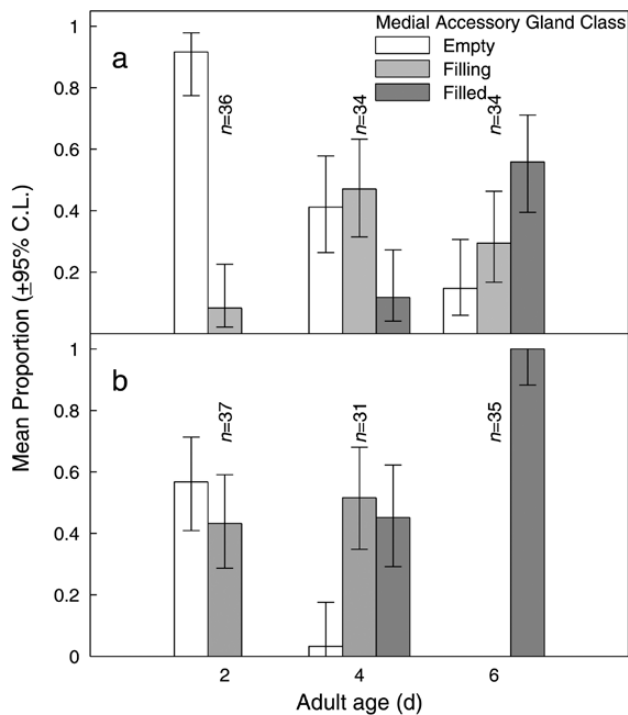 Medial Accessory Gland Class
Empty
Filling
Filled
a
n=36
n=34
n=34
1
0.8
0.6
0.4
0.2
b
n=37
n=31
n=35
1
0.8
0.6
0.4
0.2
0
Mean Proportion (±95% C.L.)
2
4
6
Adult age (d)